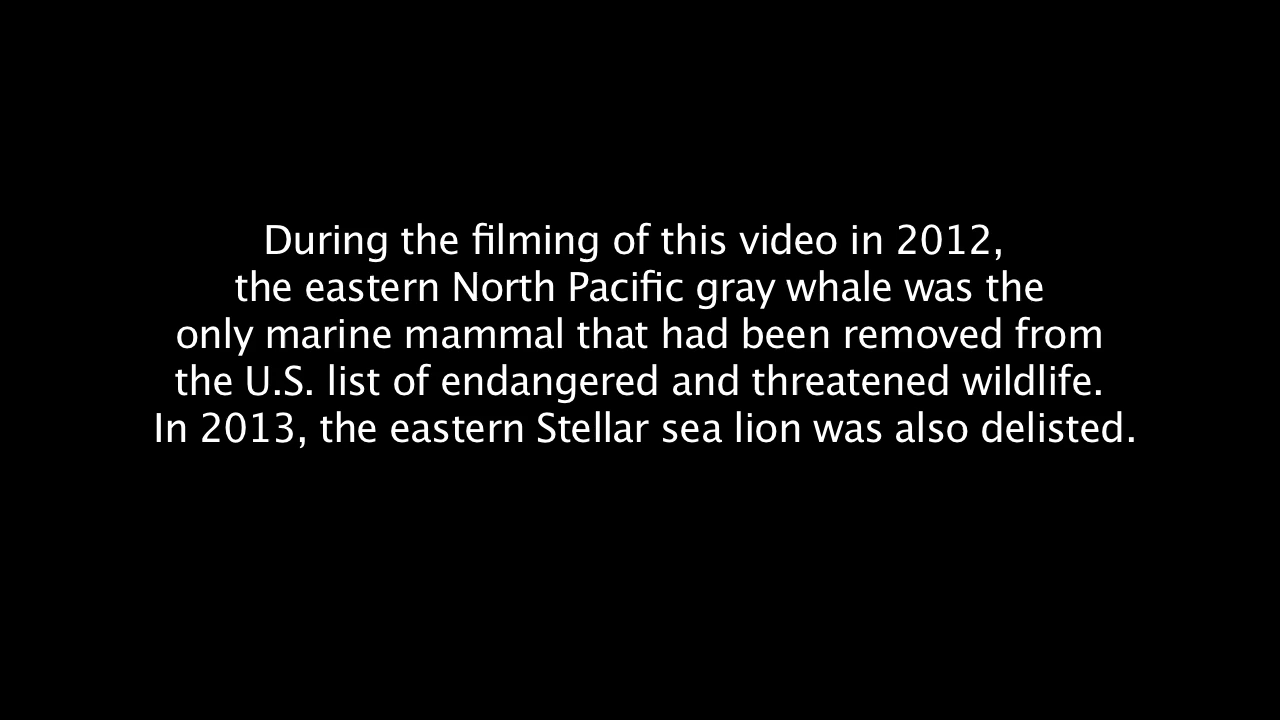 During the filming of this video in 2012,
the eastern North Pacific gray whale was the
only marine mammal that had been removed from
the U.S. list of endangered and threatened wildlife.
In 2013, the eastern Stellar sea lion was also delisted.